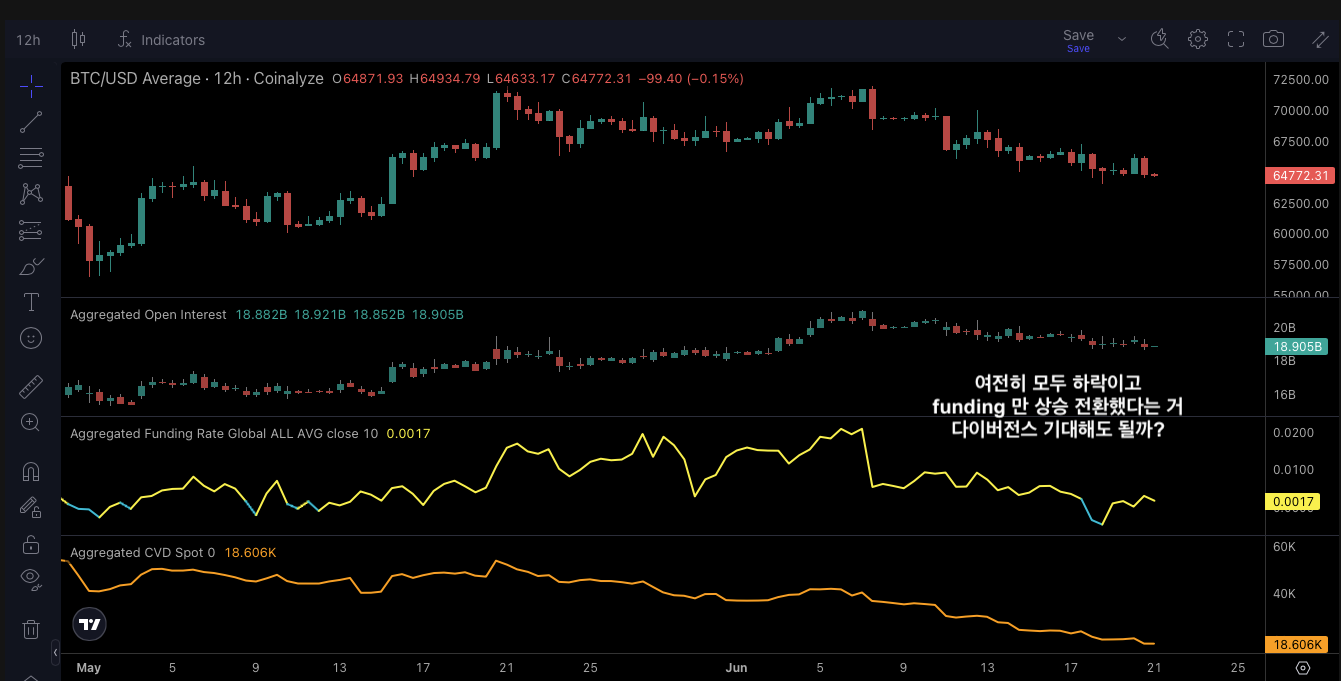 12h
Indicators
Save
Save
BTC/USD Average · 12h · Coinalyze O64871.93 H64934.79 L64633.17 C64772.31 −99.40 (−0.15%)
72500.00
70000.00
67500.00
64772.31
62500.00
60000.00
57500.00
55000.00
Aggregated Open Interest 18.882B 18.921B 18.852B 18.905B
20B
18.905B
18B
16B
여전히 모두 하락이고
funding 만 상승 전환했다는 거
다이버전스 기대해도 될까?
Aggregated Funding Rate Global ALL AVG close 10 0.0017
0.0200
0.0100
0.0017
0.0000
Aggregated CVD Spot 0 18.606K
60K
40K
18.606K
May 5 9 13 17 21 25 Jun 5 9 13 17 21 25